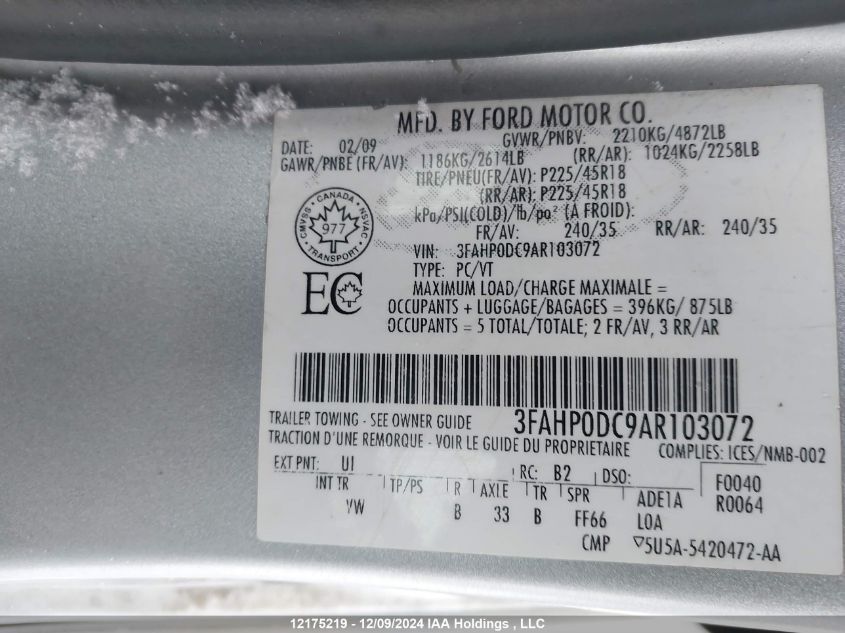 MFD. BY FORD MOTOR CO.
DATE: 02/09 GVWR/PNBV: 2210KG/4872LB
GAWR/PNBE (FR/AV): 1186KG/2614LB (RR/AR): 1024KG/2258LB
TIRE/PNEU(FR/AV): P225/45R18
(RR/AR): P225/45R18
kPa/PSI(COLD)/lb/po² (A FROID):
FR/AV: 240/35 RR/AR: 240/35
CMVSS • CANADA • NSVAC
977
• TRANSPORT •
VIN: 3FAHP0DC9AR103072
TYPE: PC/VT
EC
MAXIMUM LOAD/CHARGE MAXIMALE =
OCCUPANTS + LUGGAGE/BAGAGES = 396KG/ 875LB
OCCUPANTS = 5 TOTAL/TOTALE; 2 FR/AV, 3 RR/AR
TRAILER TOWING - SEE OWNER GUIDE 3FAHP0DC9AR103072
TRACTION D'UNE REMORQUE - VOIR LE GUIDE DU PROPRIETAIRE COMPLIES: ICES/NMB-002
EXT PNT: UI RC: B2 DSO: F0040
INT TR TP/PS R AXLE TR SPR ADE1A R0064
VW B 33 B FF66 L0A
CMP ▽5U5A-5420472-AA
12175219 - 12/09/2024 IAA Holdings , LLC